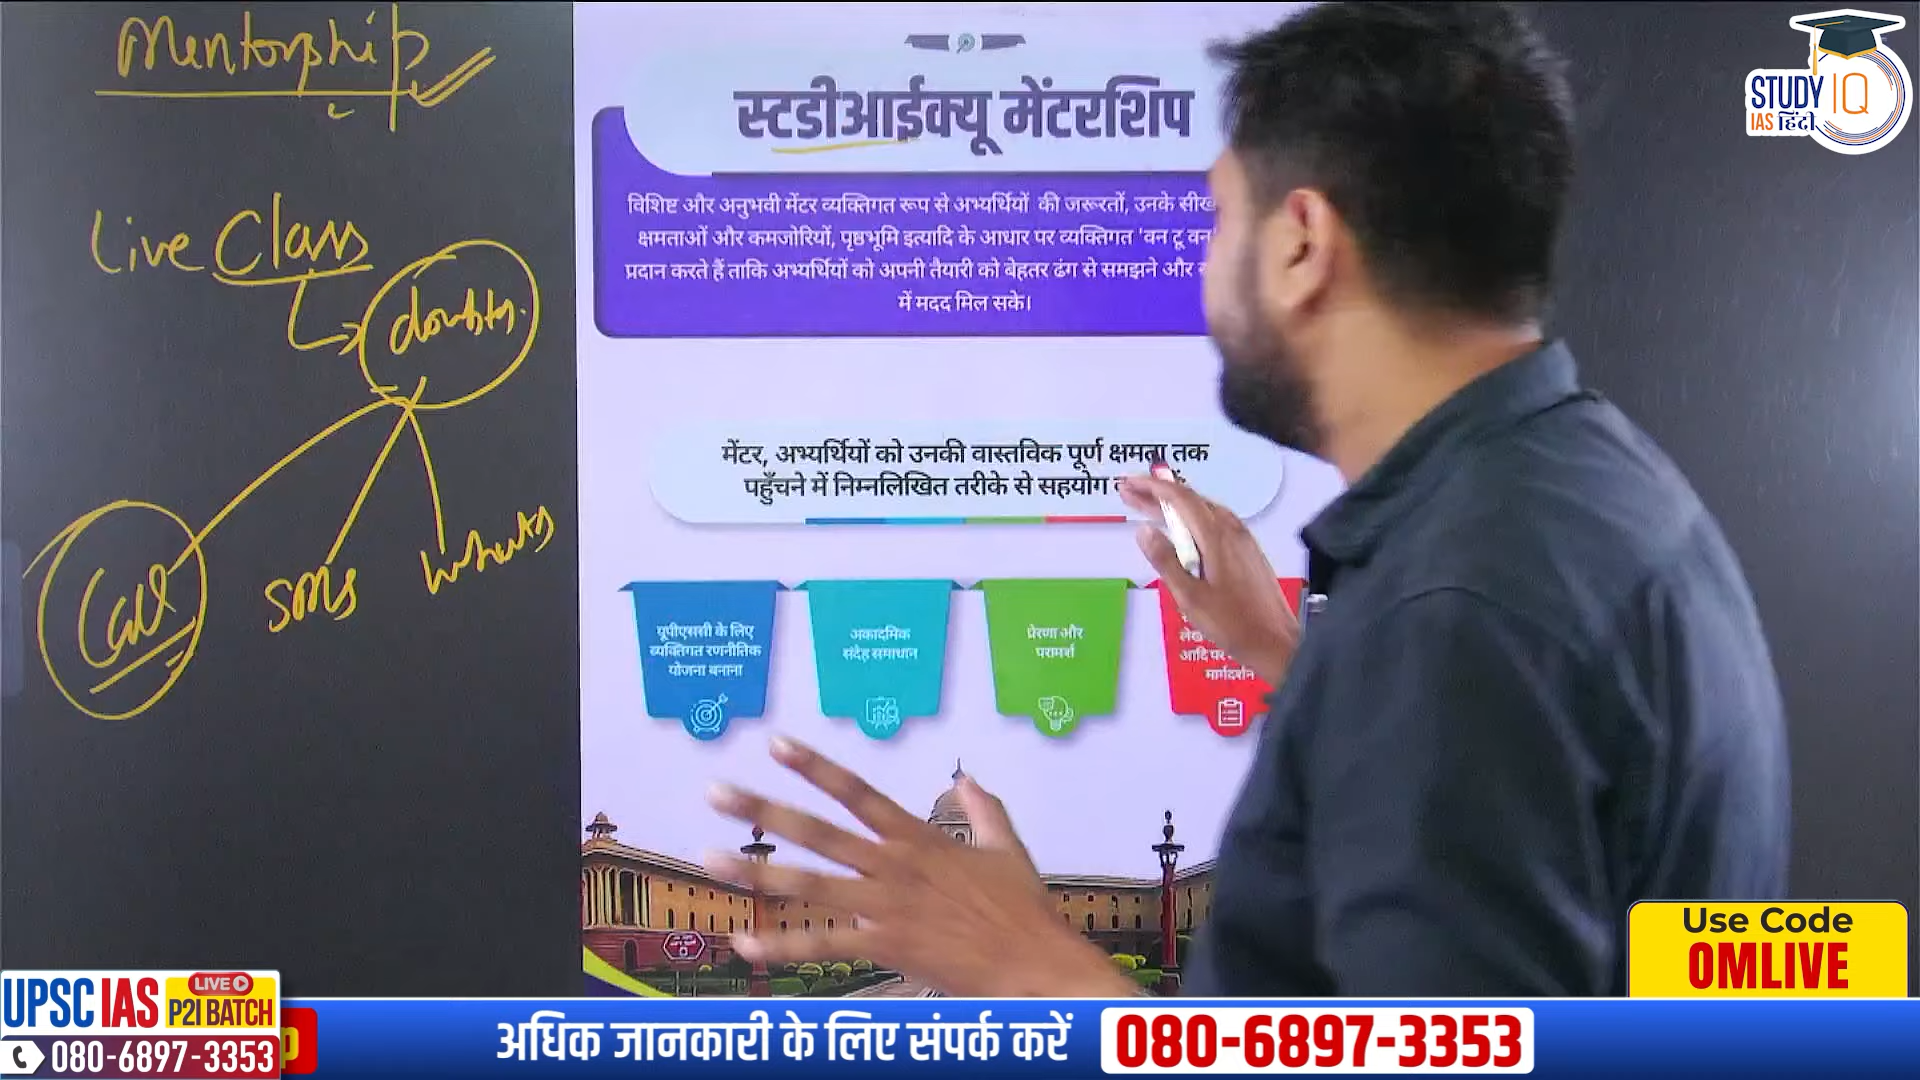 Mentorship
Live Class
doubts.
Call
SMS
स्टडीआईक्यू मेंटरशिप
विशिष्ट और अनुभवी मेंटर व्यक्तिगत रूप से अभ्यर्थियों की जरूरतों, उनके सीख
क्षमताओं और कमजोरियों, पृष्ठभूमि इत्यादि के आधार पर व्यक्तिगत 'वन टू वन'
प्रदान करते हैं ताकि अभ्यर्थियों को अपनी तैयारी को बेहतर ढंग से समझने और
में मदद मिल सके।
मेंटर, अभ्यर्थियों को उनकी वास्तविक पूर्ण क्षमता तक
पहुँचने में निम्नलिखित तरीके से सहयोग
यूपीएससी के लिए
व्यक्तिगत रणनीतिक
योजना बनाना
अकादमिक
संदेह समाधान
प्रेरणा और
परामर्श
लेख
आदि पर
मार्गदर्शन
STUDY IQ
IAS हिंदी
Use Code
OMLIVE
LIVE
UPSC IAS P2I BATCH
080-6897-3353
अधिक जानकारी के लिए संपर्क करें 080-6897-3353